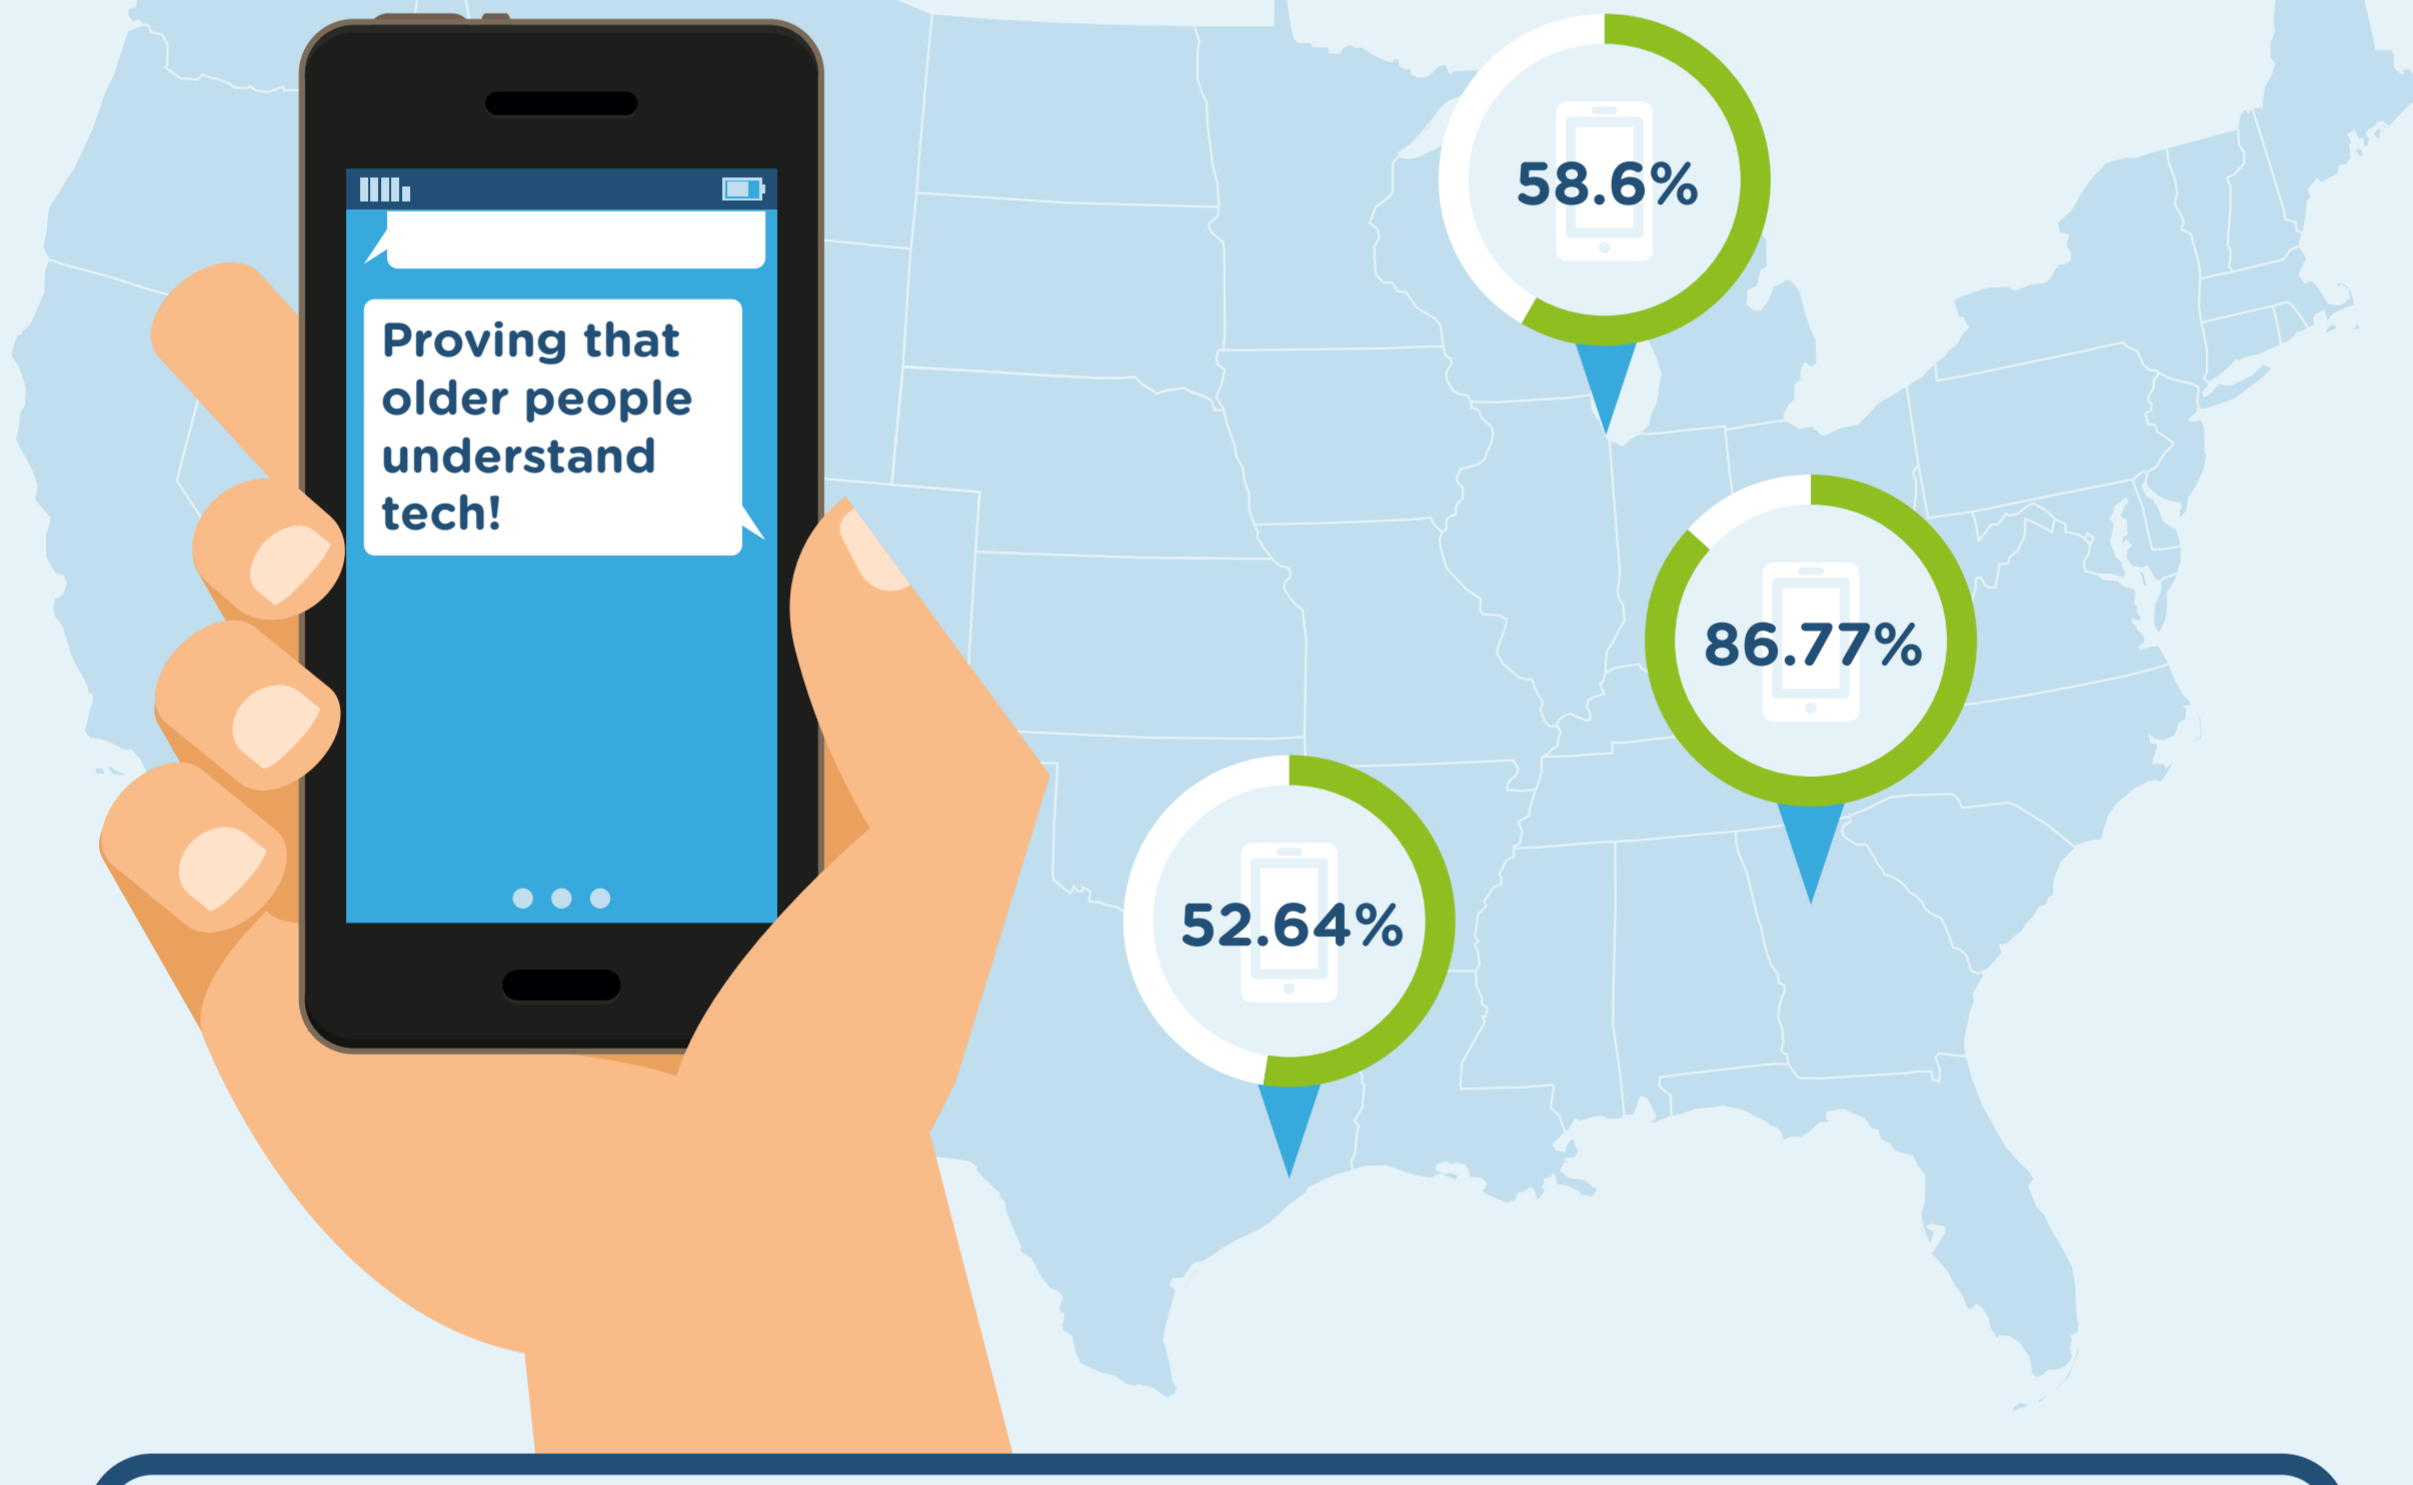 Proving that
older people
understand
tech!
58.6%
86.77%
52.64%